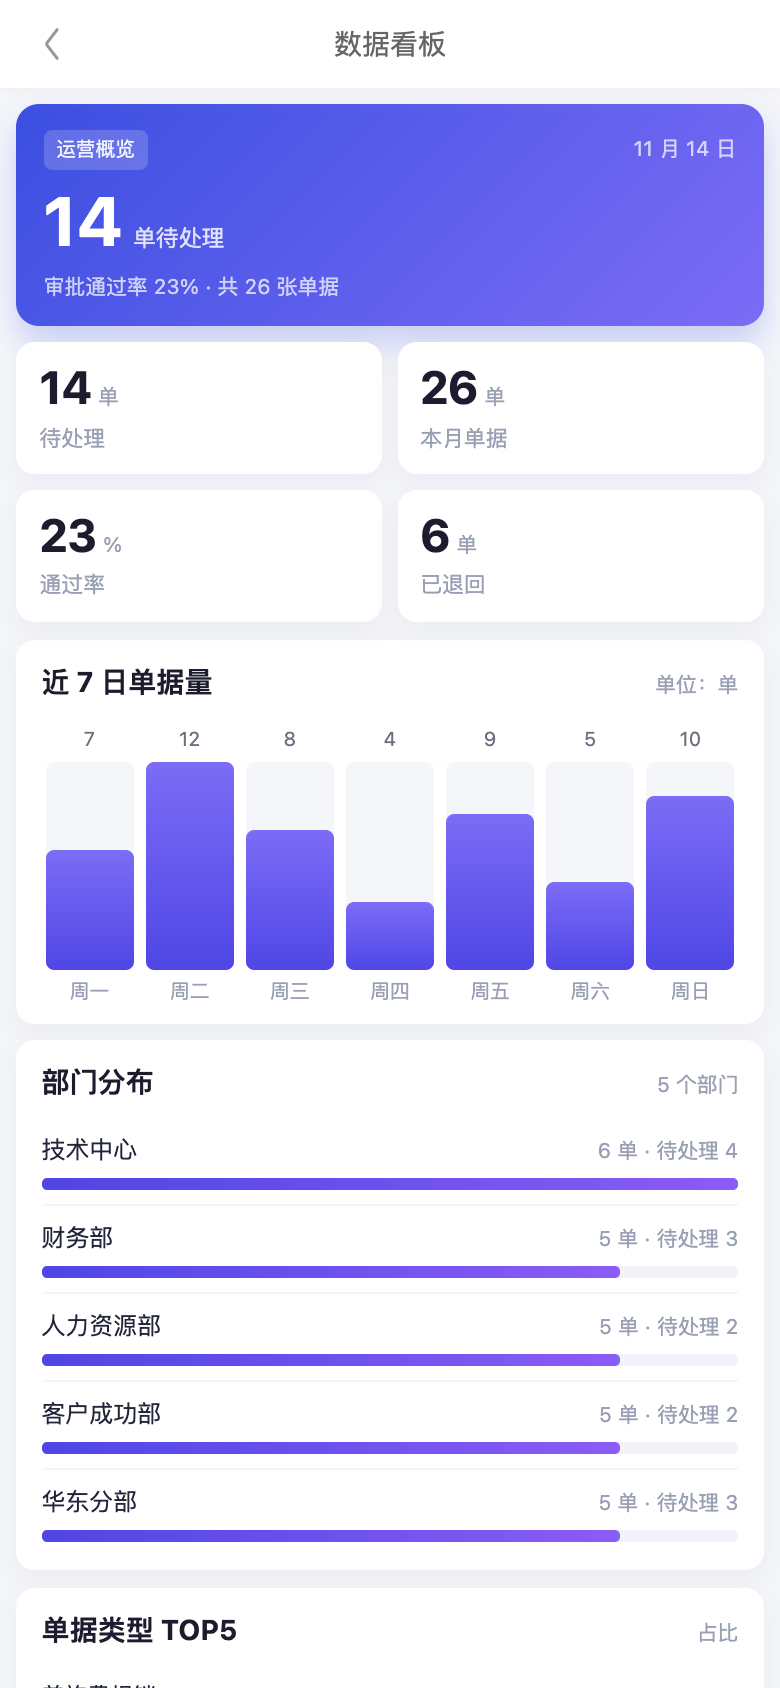 数据看板
运营概览
11 月 14 日
14 单待处理
审批通过率 23% · 共 26 张单据
14 单
待处理
26 单
本月单据
23 %
通过率
6 单
已退回
近 7 日单据量
单位：单
7 12 8 4 9 5 10
周一 周二 周三 周四 周五 周六 周日
部门分布
5 个部门
技术中心
6 单 · 待处理 4
财务部
5 单 · 待处理 3
人力资源部
5 单 · 待处理 2
客户成功部
5 单 · 待处理 2
华东分部
5 单 · 待处理 3
单据类型 TOP5
占比